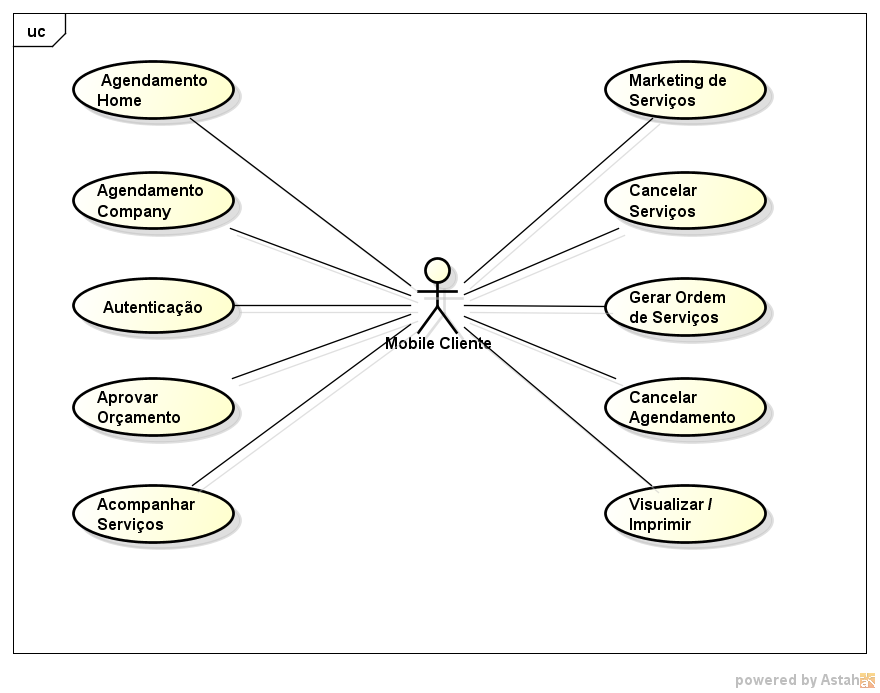 uc
Agendamento
Home
Marketing de
Serviços
Agendamento
Company
Cancelar
Serviços
Autenticação
Gerar Ordem
de Serviços
Mobile Cliente
Aprovar
Orçamento
Cancelar
Agendamento
Acompanhar
Serviços
Visualizar /
Imprimir
powered by Astah